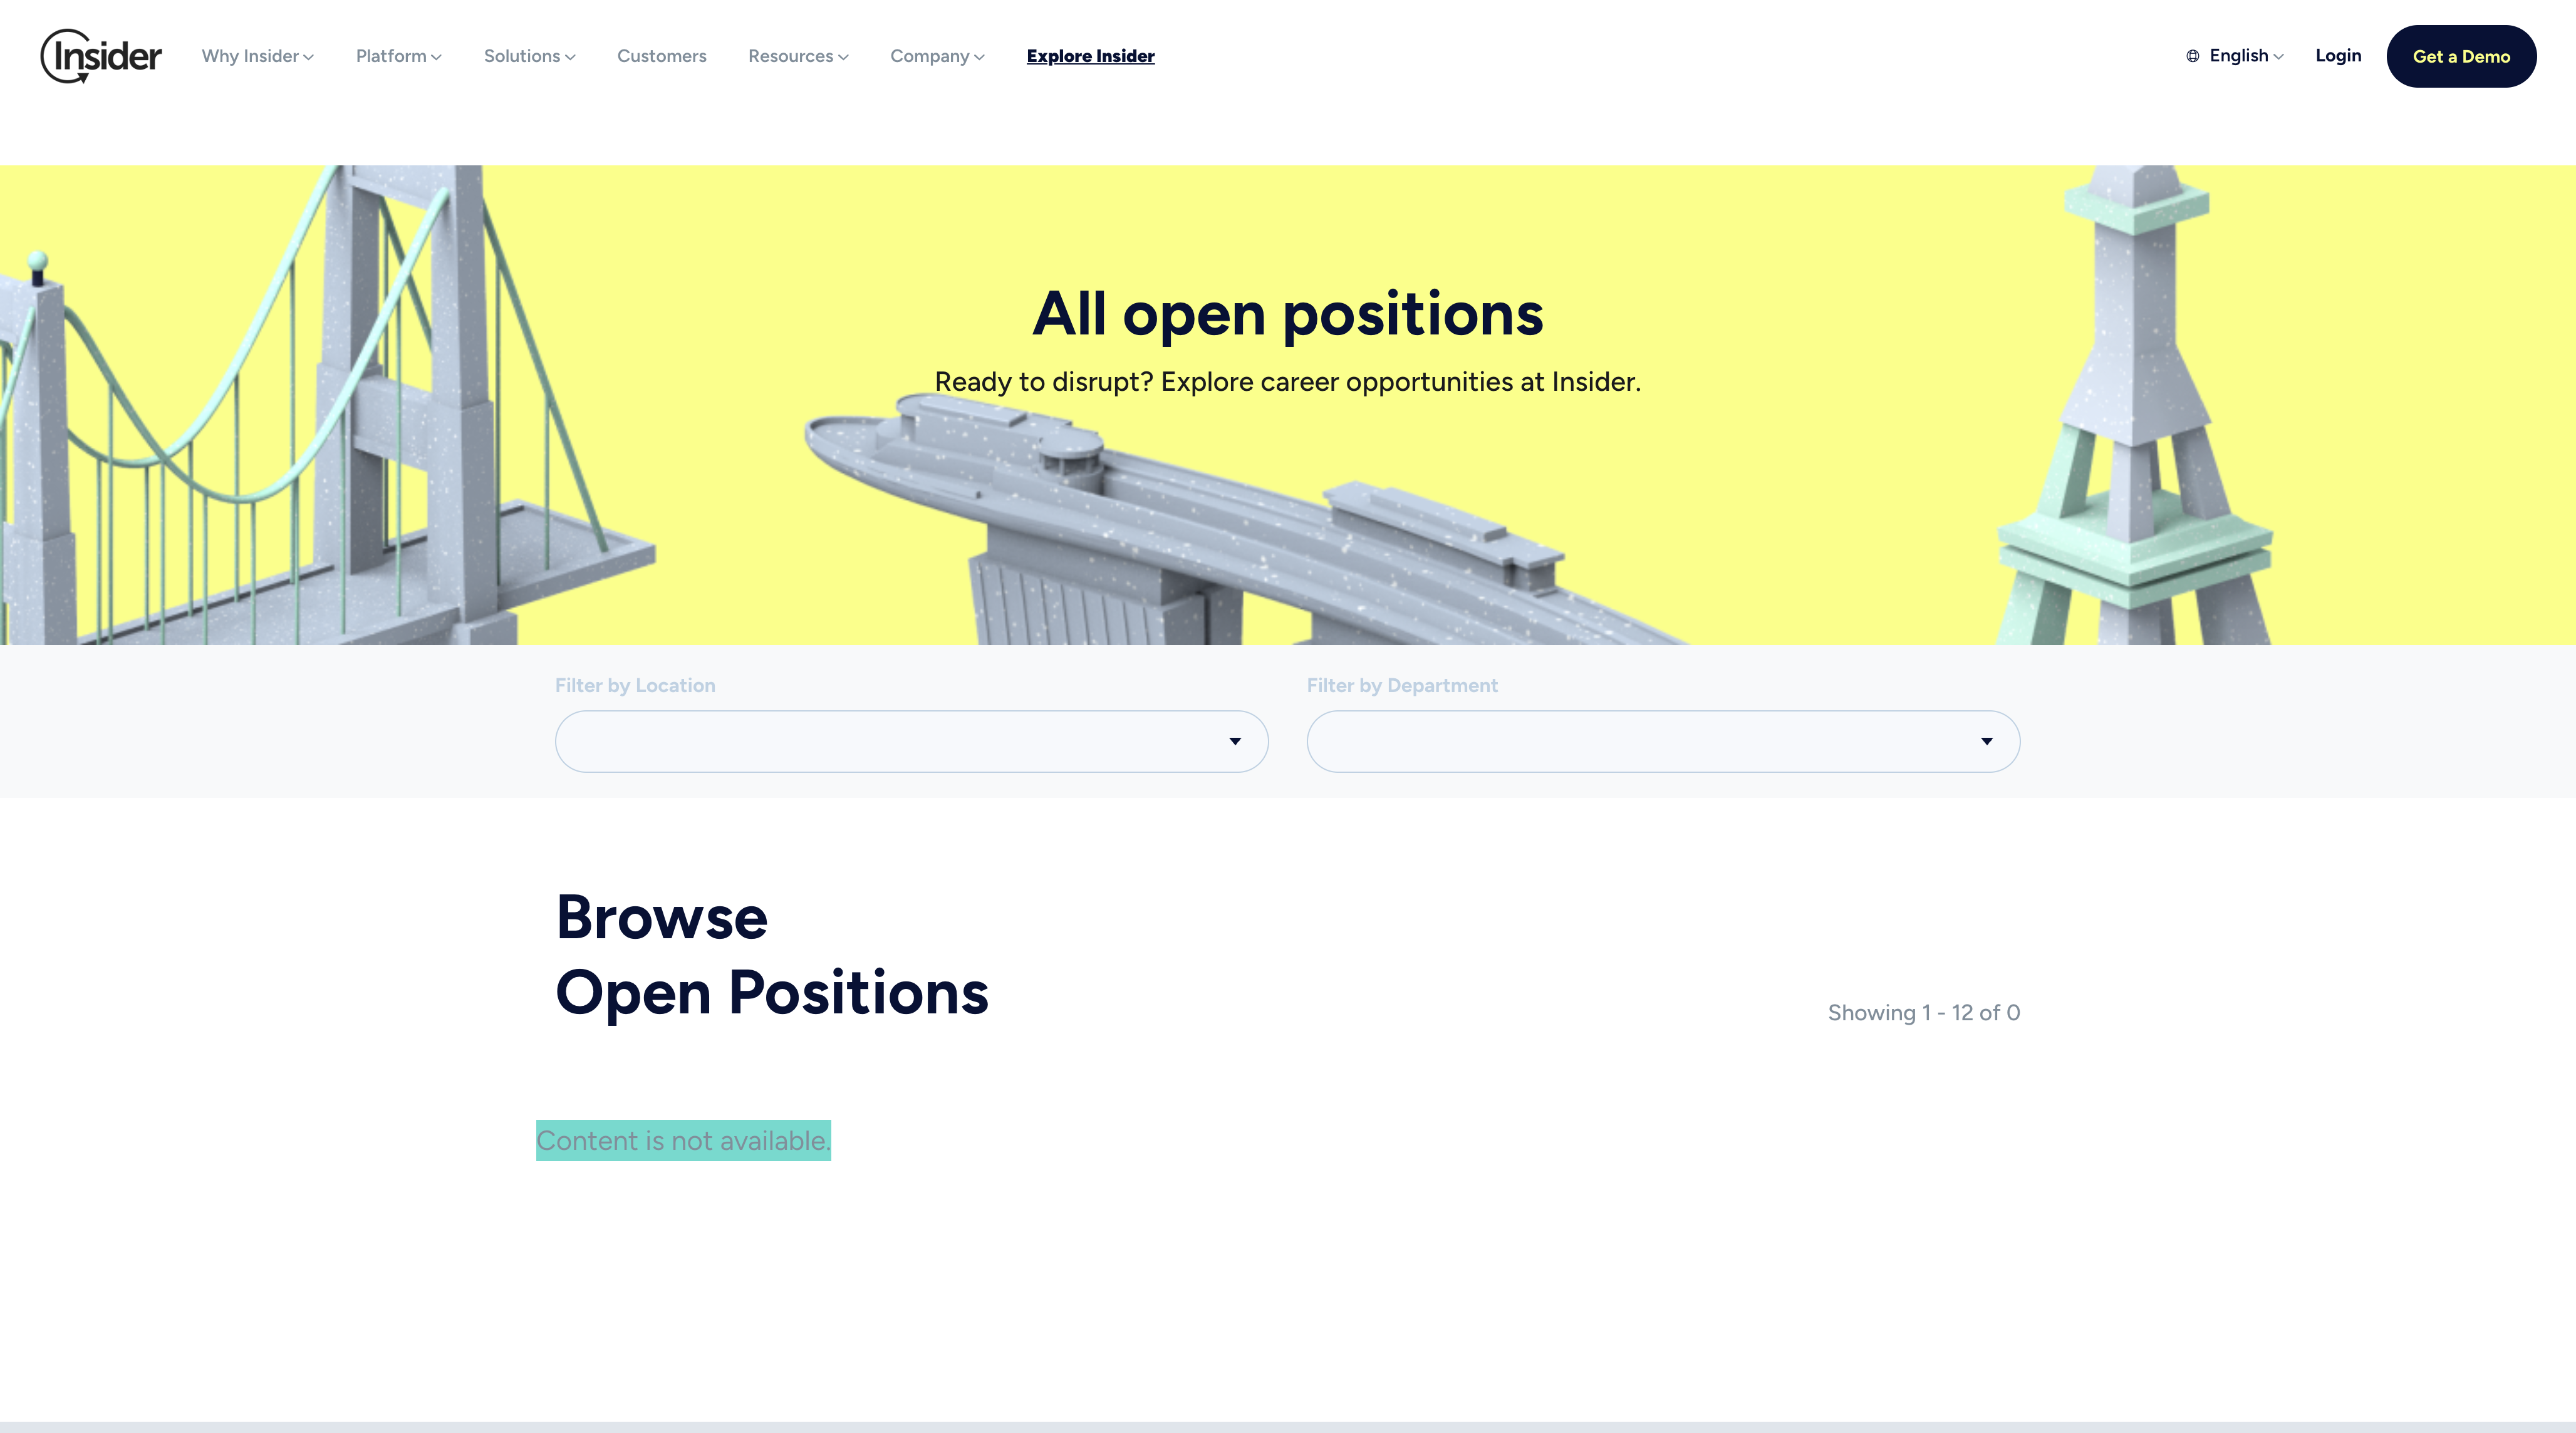 Insider
Why Insider
Platform
Solutions
Customers
Resources
Company
Explore Insider
English
Login
Get a Demo
All open positions
Ready to disrupt? Explore career opportunities at Insider.
Filter by Location
Filter by Department
Browse
Open Positions
Showing 1 - 12 of 0
Content is not available.